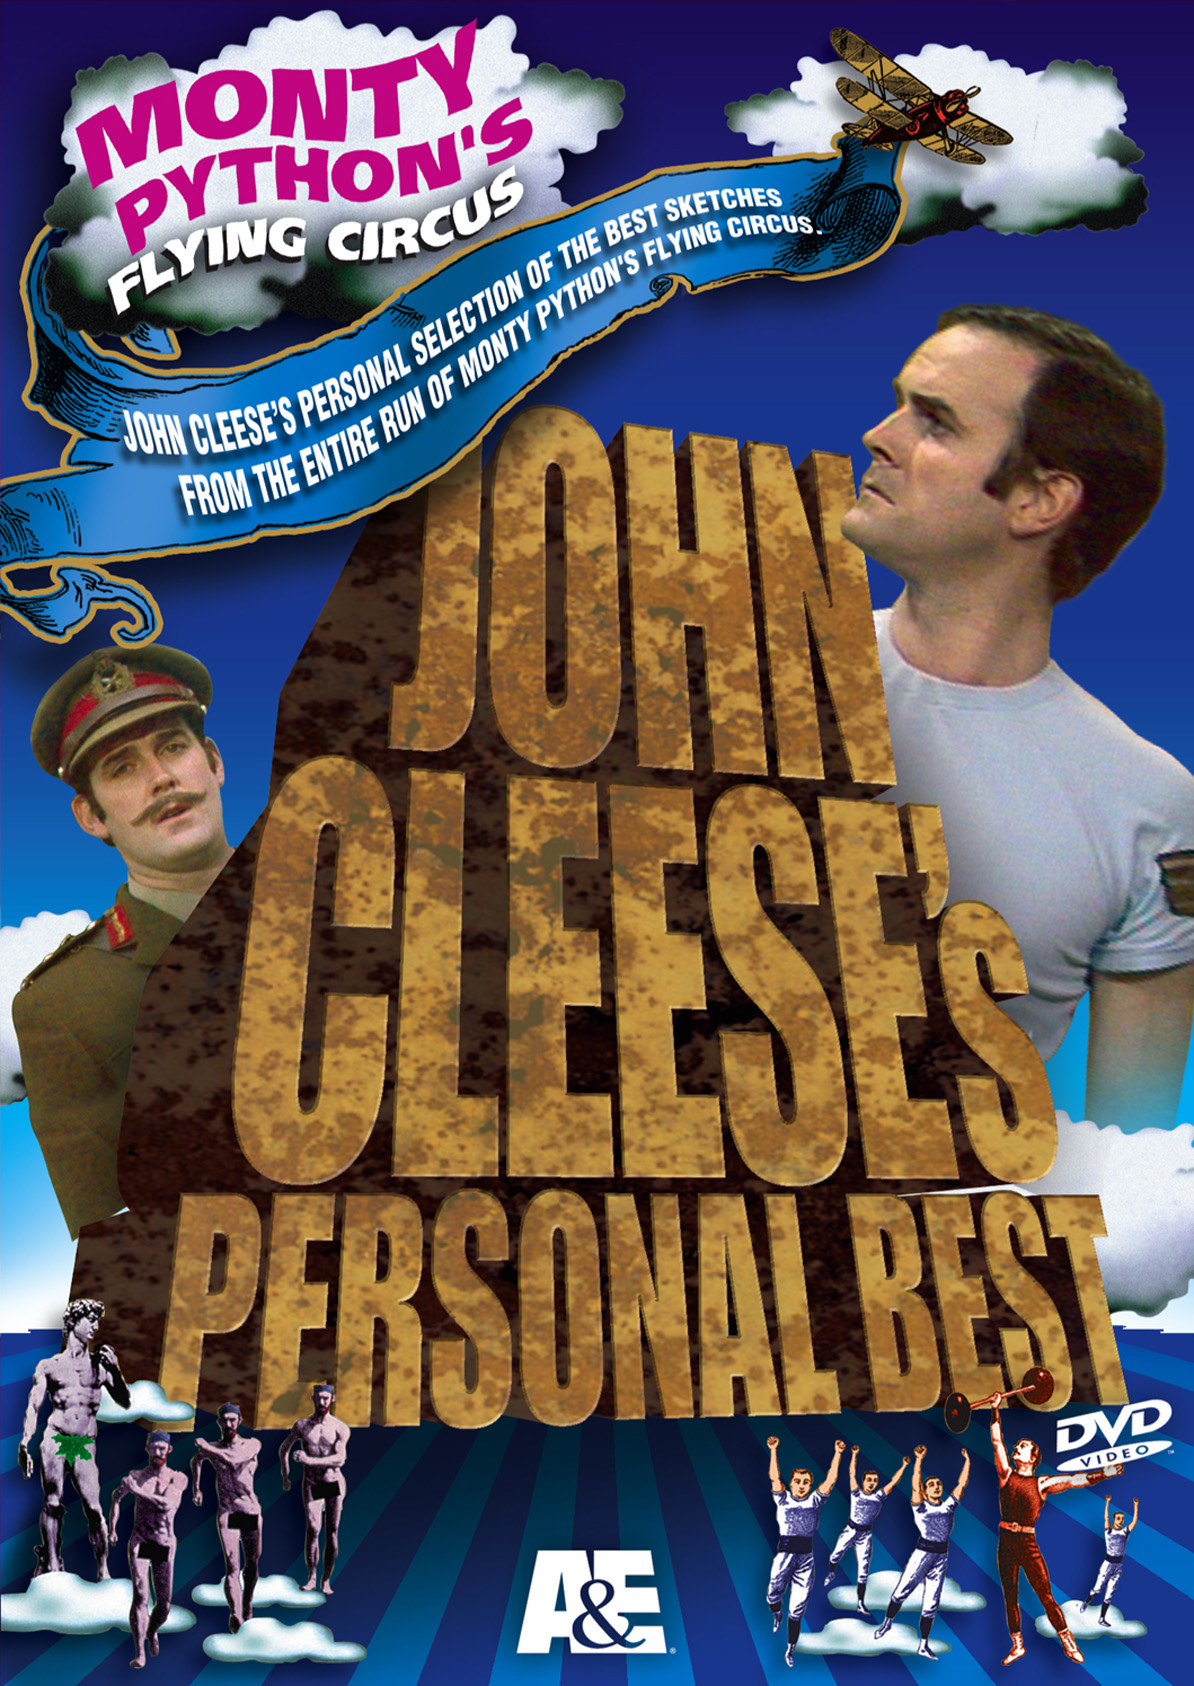 MONTY
PYTHON'S
FLYING CIRCUS
JOHN CLEESE'S PERSONAL SELECTION OF THE BEST SKETCHES
FROM THE ENTIRE RUN OF MONTY PYTHON'S FLYING CIRCUS.
JOHN
CLEESE'S
PERSONAL BEST
DVD
VIDEO
A&E